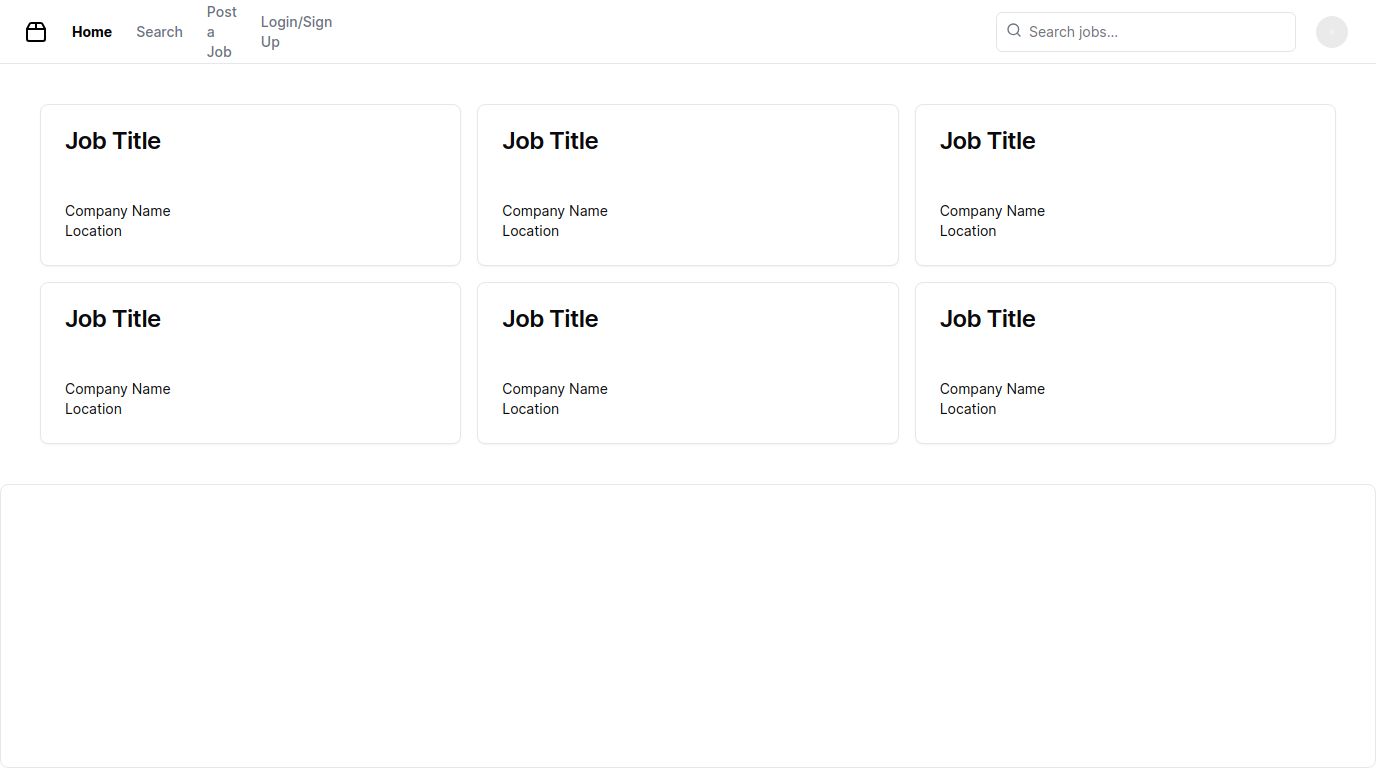 Home
Search
Post
a
Job
Login/Sign
Up
Search jobs...
Job Title
Company Name
Location
Job Title
Company Name
Location
Job Title
Company Name
Location
Job Title
Company Name
Location
Job Title
Company Name
Location
Job Title
Company Name
Location